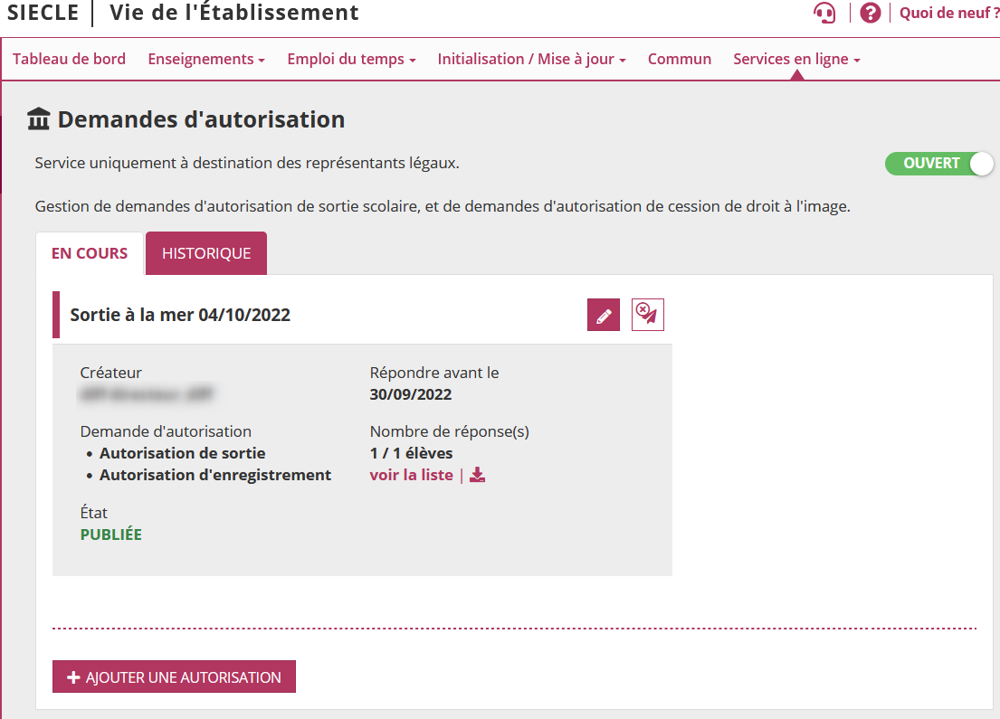 SIECLE | Vie de l'Établissement
? | Quoi de neuf ?
Tableau de bord Enseignements Emploi du temps Initialisation / Mise à jour Commun Services en ligne
Demandes d'autorisation
Service uniquement à destination des représentants légaux.
OUVERT
Gestion de demandes d'autorisation de sortie scolaire, et de demandes d'autorisation de cession de droit à l'image.
EN COURS HISTORIQUE
Sortie à la mer 04/10/2022
Créateur
Répondre avant le
30/09/2022
Demande d'autorisation
• Autorisation de sortie
• Autorisation d'enregistrement
Nombre de réponse(s)
1 / 1 élèves
voir la liste |
État
PUBLIÉE
+ AJOUTER UNE AUTORISATION